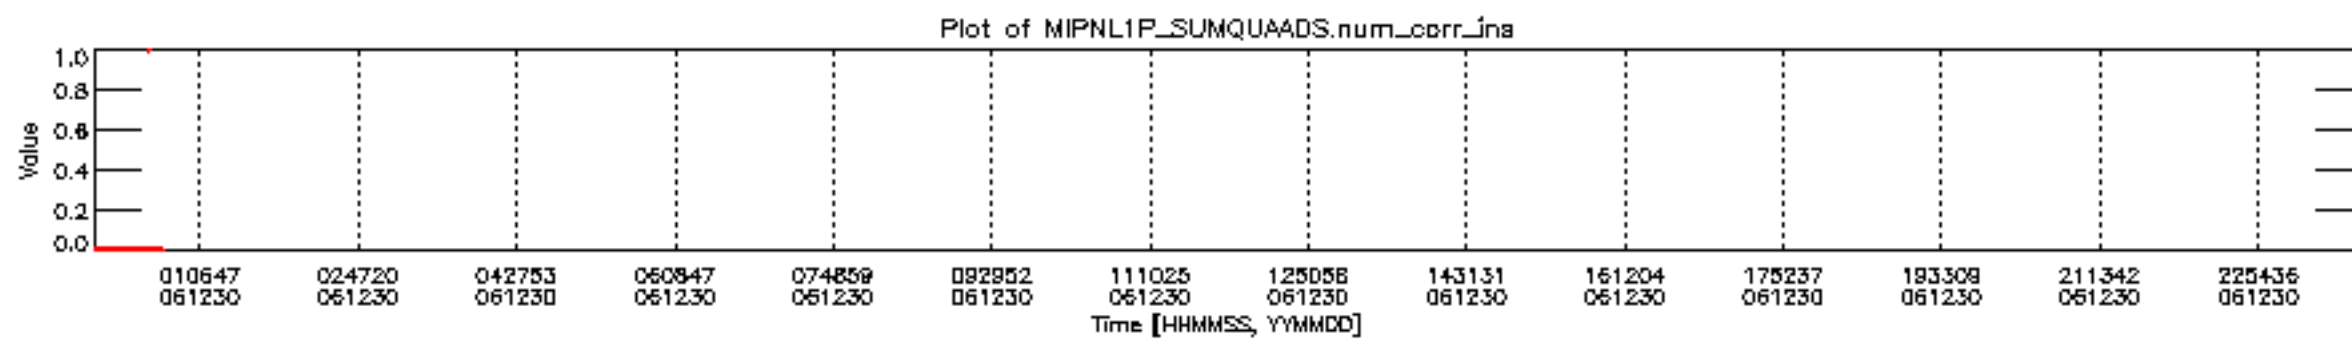 Plot of MIPNL1P_SUMQUAADS.num_corr_ins
1.0
0.8
0.6
0.4
0.2
0.0
Value
010647 024720 042753 060847 074859 092952 111025 125058 143131 161204 175237 193309 211342 225436
061230 061230 061230 061230 061230 061230 061230 061230 061230 061230 061230 061230 061230 061230
Time [HHMMSS, YYMMDD]